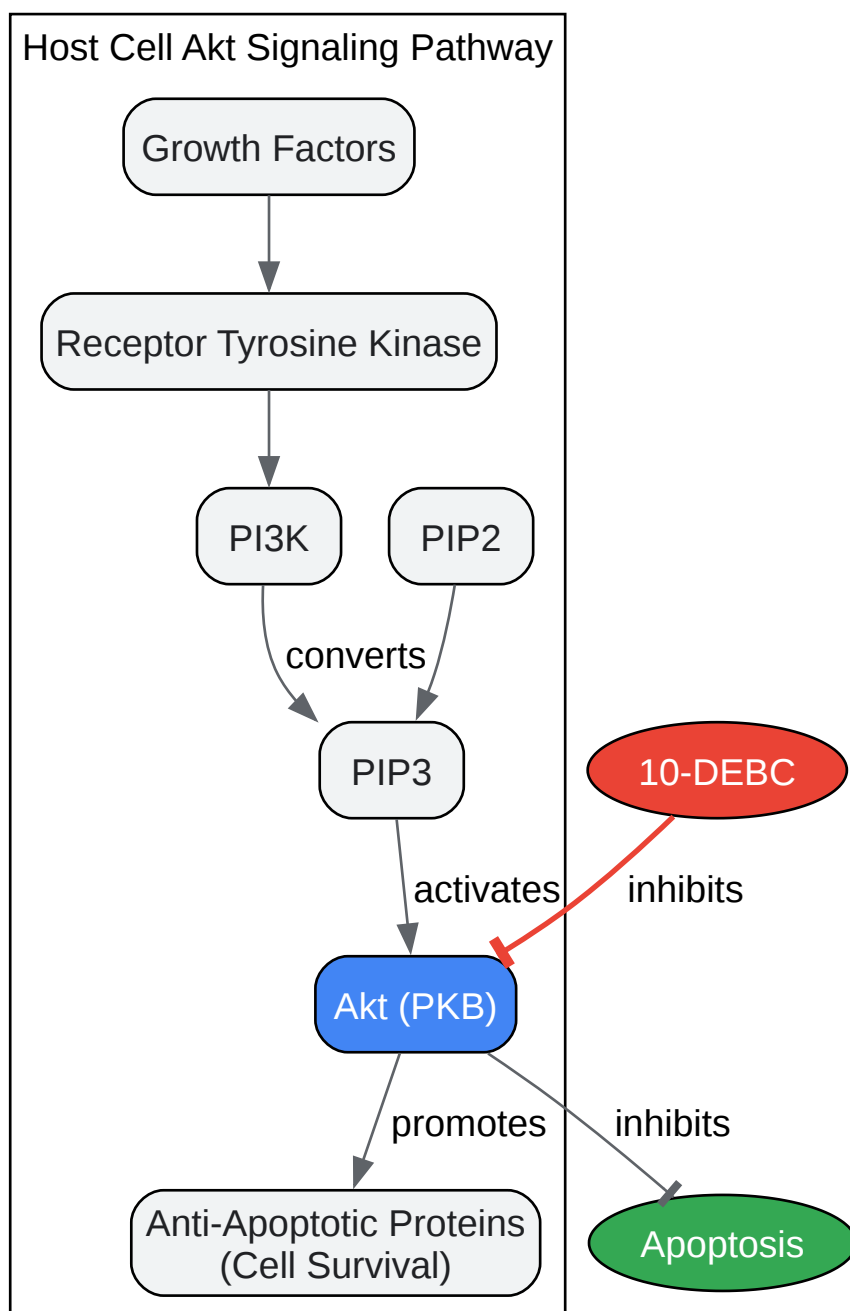 Host Cell Akt Signaling Pathway
Growth Factors
Receptor Tyrosine Kinase
PI3K
PIP2
converts
PIP3
10-DEBC
activates
inhibits
Akt (PKB)
promotes
inhibits
Anti-Apoptotic Proteins
(Cell Survival)
Apoptosis